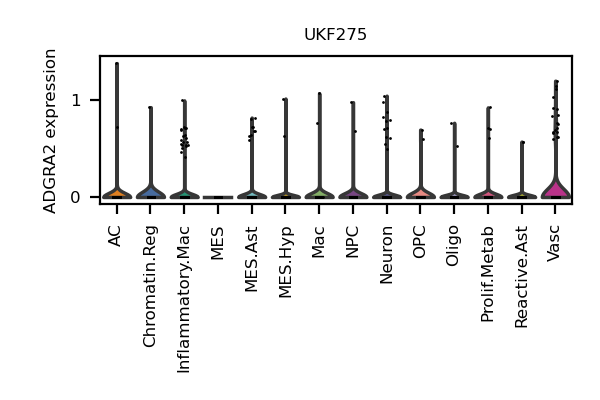 UKF275
ADGRA2 expression
1
0
AC
Chromatin.Reg
Inflammatory.Mac
MES
MES.Ast
MES.Hyp
Mac
NPC
Neuron
OPC
Oligo
Prolif.Metab
Reactive.Ast
Vasc